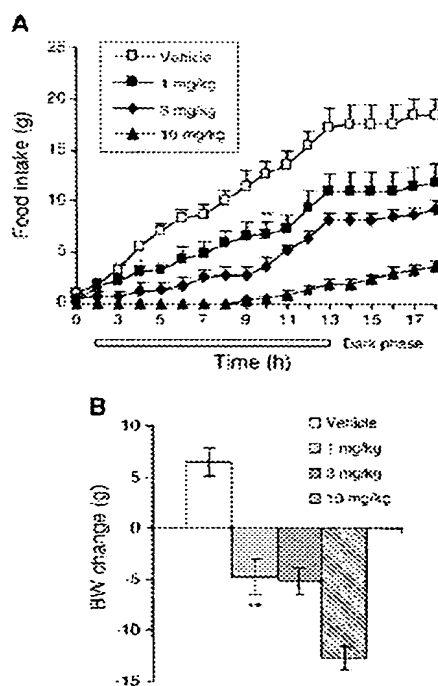 A
Food intake (g)
25
20
15
10
5
0
Vehicle
1 mg/kg
3 mg/kg
10 mg/kg
1 3 5 7 9 11 13 15 17
Dark phase
Time (h)
B
BW change (g)
10
5
0
-5
-10
-15
Vehicle
1 mg/kg
3 mg/kg
10 mg/kg
**